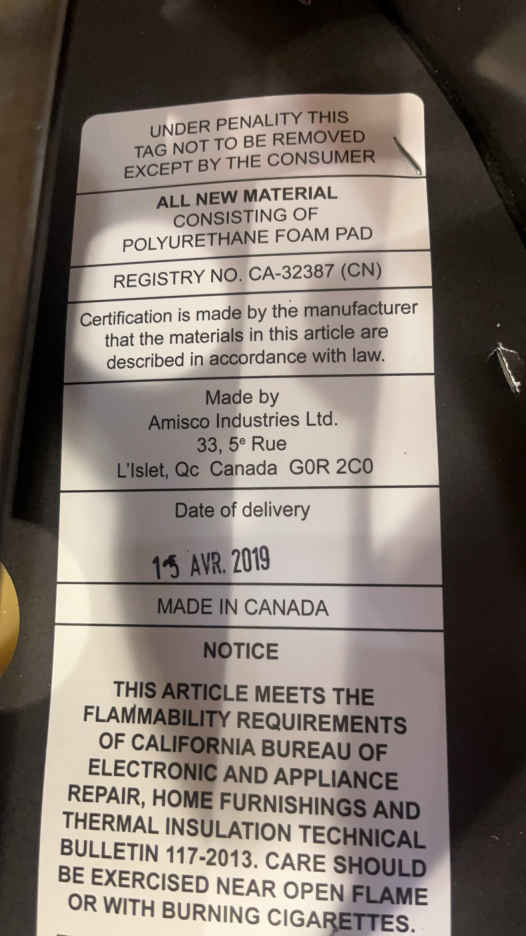 UNDER PENALITY THIS
TAG NOT TO BE REMOVED
EXCEPT BY THE CONSUMER
ALL NEW MATERIAL
CONSISTING OF
POLYURETHANE FOAM PAD
REGISTRY NO. CA-32387 (CN)
Certification is made by the manufacturer
that the materials in this article are
described in accordance with law.
Made by
Amisco Industries Ltd.
33, 5e Rue
L'Islet, Qc Canada G0R 2C0
Date of delivery
15 AVR. 2019
MADE IN CANADA
NOTICE
THIS ARTICLE MEETS THE
FLAMMABILITY REQUIREMENTS
OF CALIFORNIA BUREAU OF
ELECTRONIC AND APPLIANCE
REPAIR, HOME FURNISHINGS AND
THERMAL INSULATION TECHNICAL
BULLETIN 117-2013. CARE SHOULD
BE EXERCISED NEAR OPEN FLAME
OR WITH BURNING CIGARETTES.